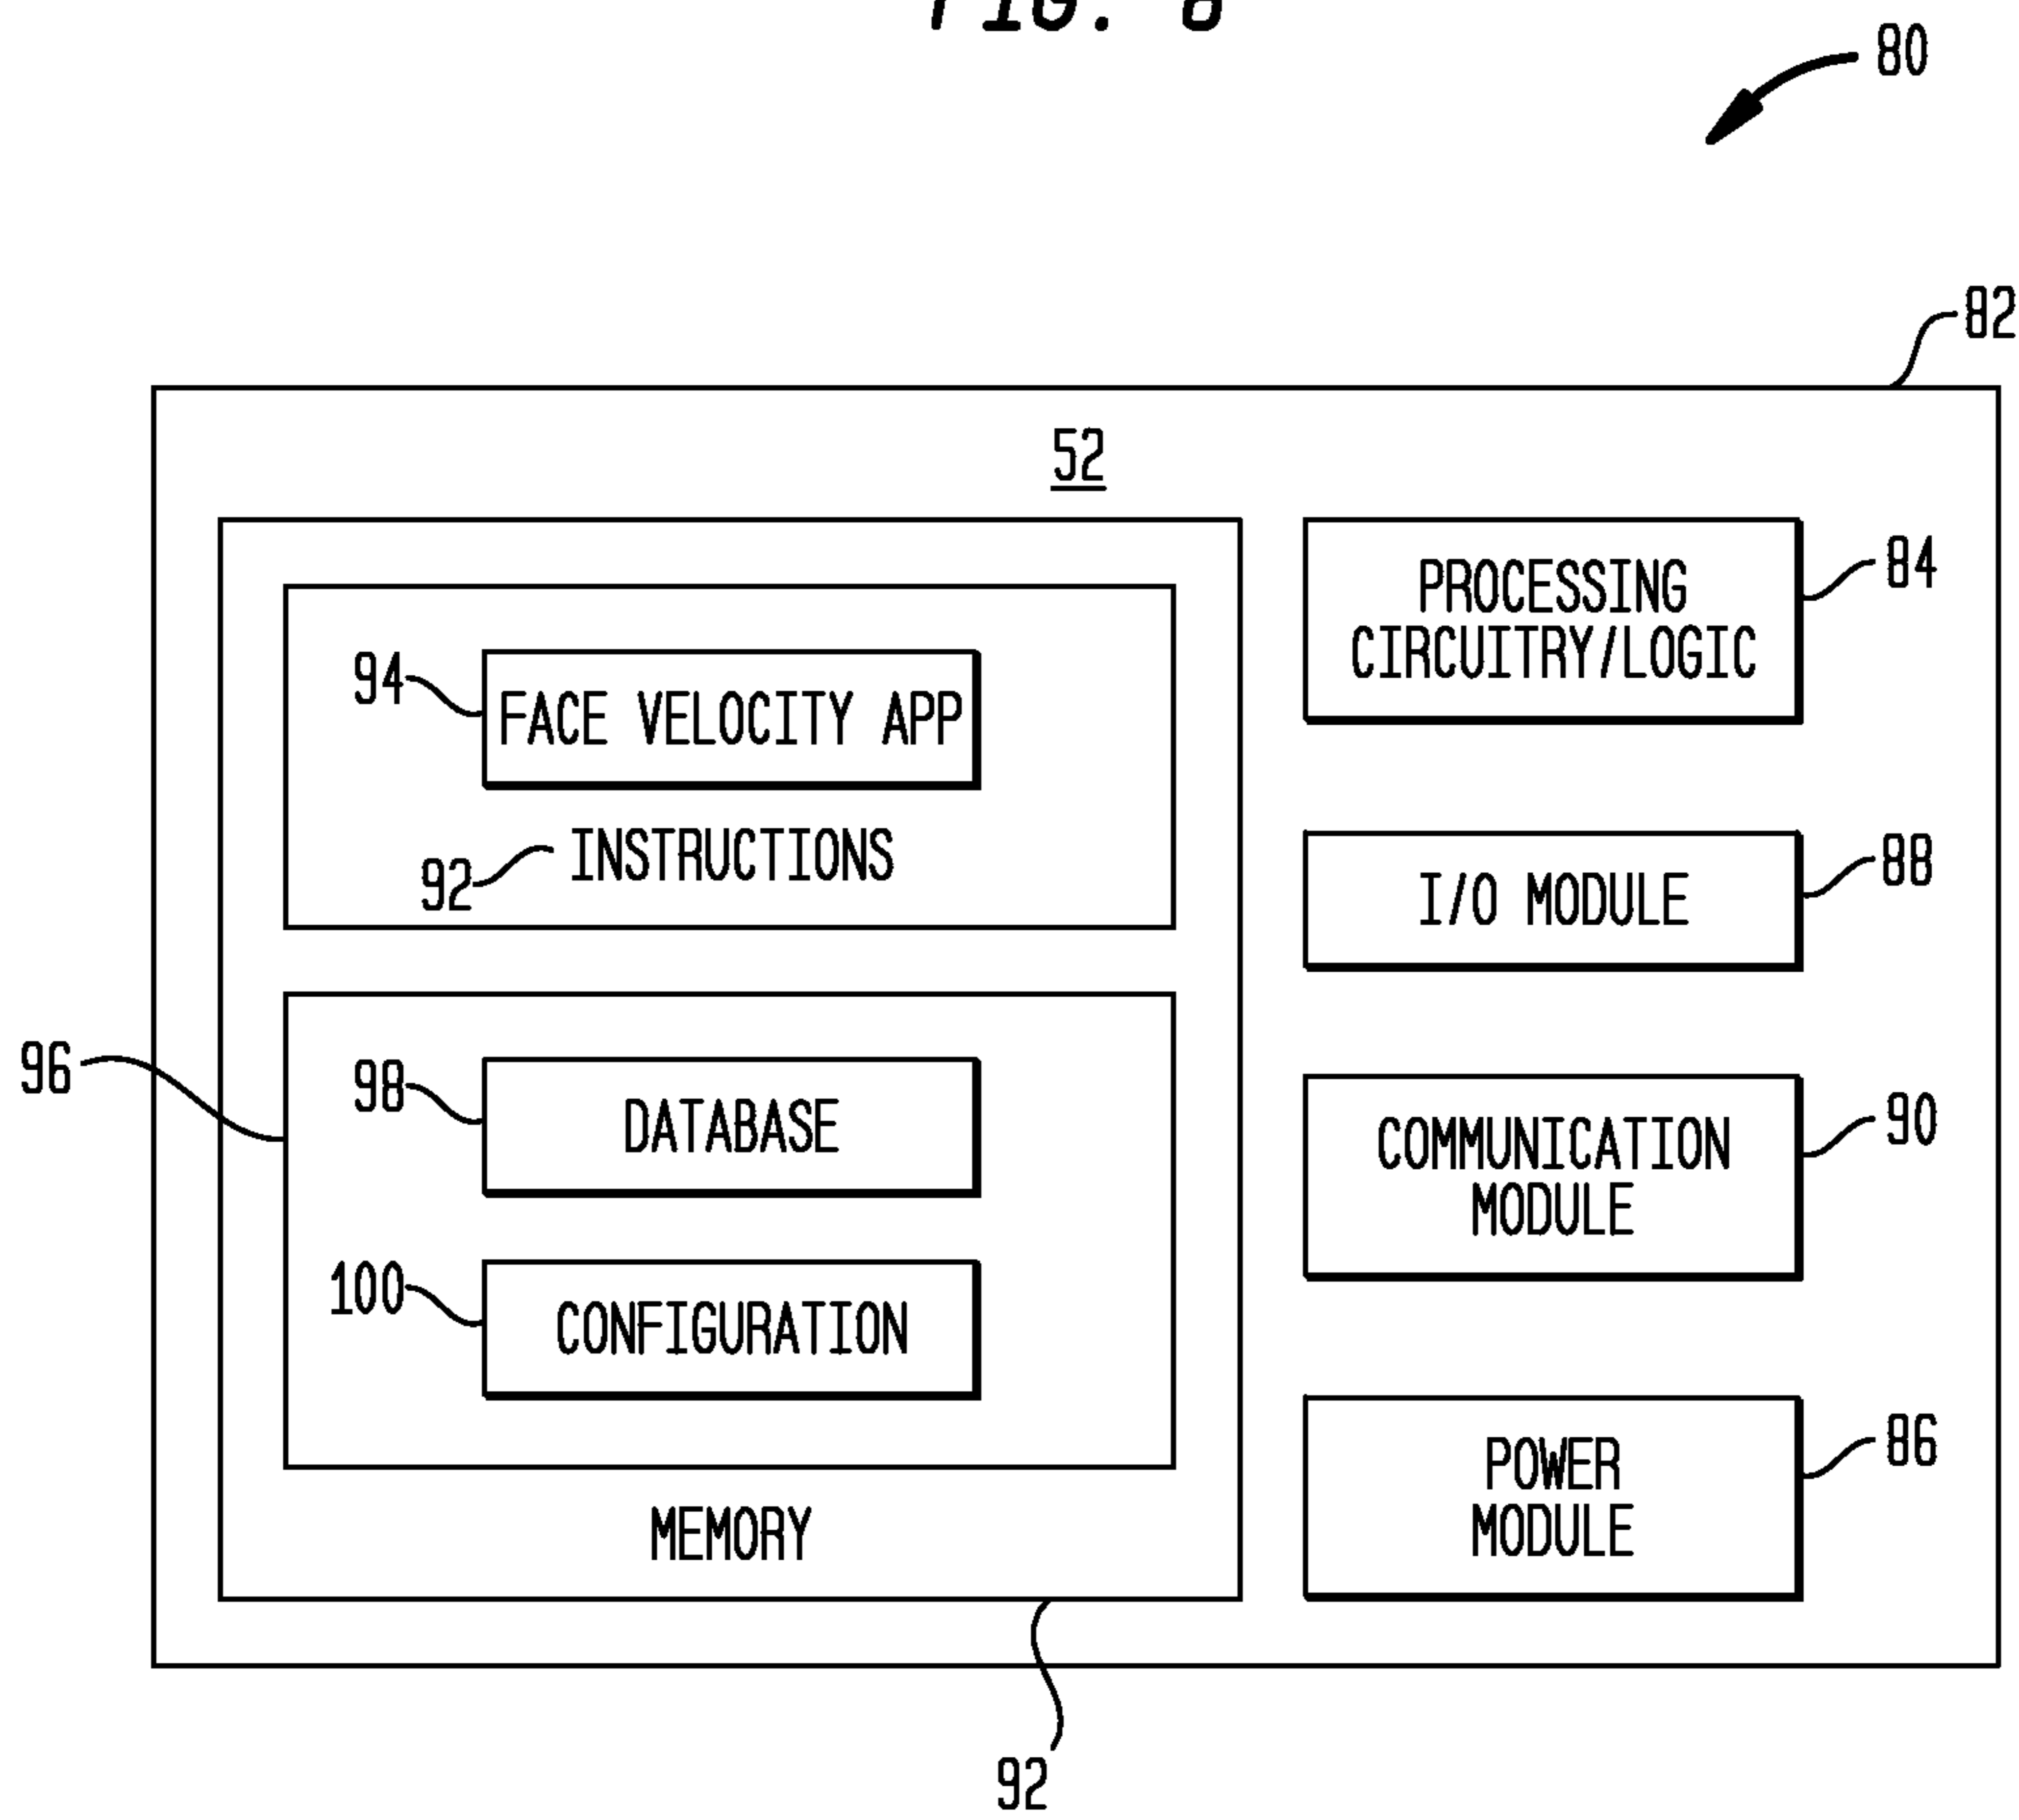 80
82
52
PROCESSING
CIRCUITRY/LOGIC
84
94
FACE VELOCITY APP
92
INSTRUCTIONS
I/O MODULE
88
96
98
DATABASE
COMMUNICATION
MODULE
90
100
CONFIGURATION
POWER
MODULE
86
MEMORY
92